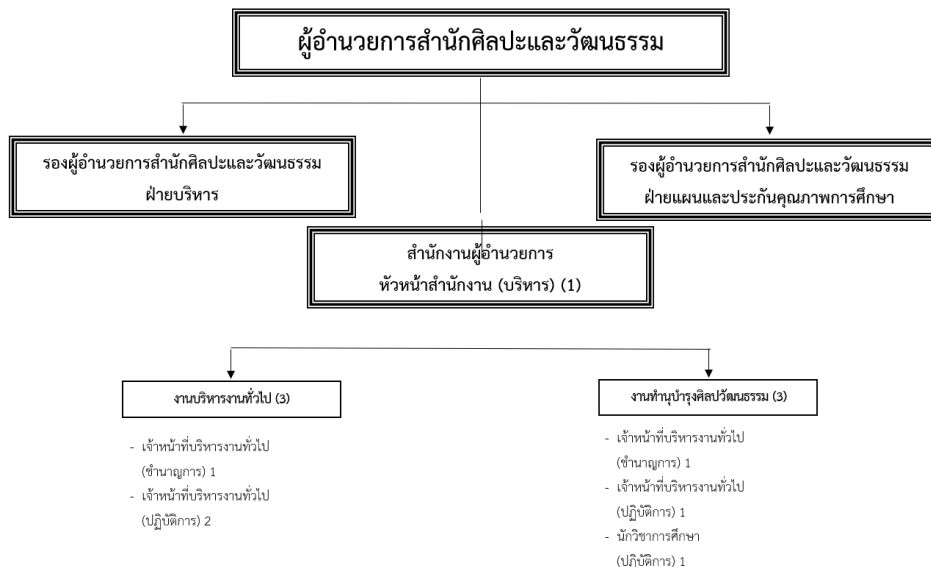 ผู้อำนวยการสำนักศิลปะและวัฒนธรรม
รองผู้อำนวยการสำนักศิลปะและวัฒนธรรม
ฝ่ายบริหาร
รองผู้อำนวยการสำนักศิลปะและวัฒนธรรม
ฝ่ายแผนและประกันคุณภาพการศึกษา
สำนักงานผู้อำนวยการ
หัวหน้าสำนักงาน (บริหาร) (1)
งานบริหารงานทั่วไป (3)
- เจ้าหน้าที่บริหารงานทั่วไป
(ชำนาญการ) 1
- เจ้าหน้าที่บริหารงานทั่วไป
(ปฏิบัติการ) 2
งานทำนุบำรุงศิลปวัฒนธรรม (3)
- เจ้าหน้าที่บริหารงานทั่วไป
(ชำนาญการ) 1
- เจ้าหน้าที่บริหารงานทั่วไป
(ปฏิบัติการ) 1
- นักวิชาการศึกษา
(ปฏิบัติการ) 1